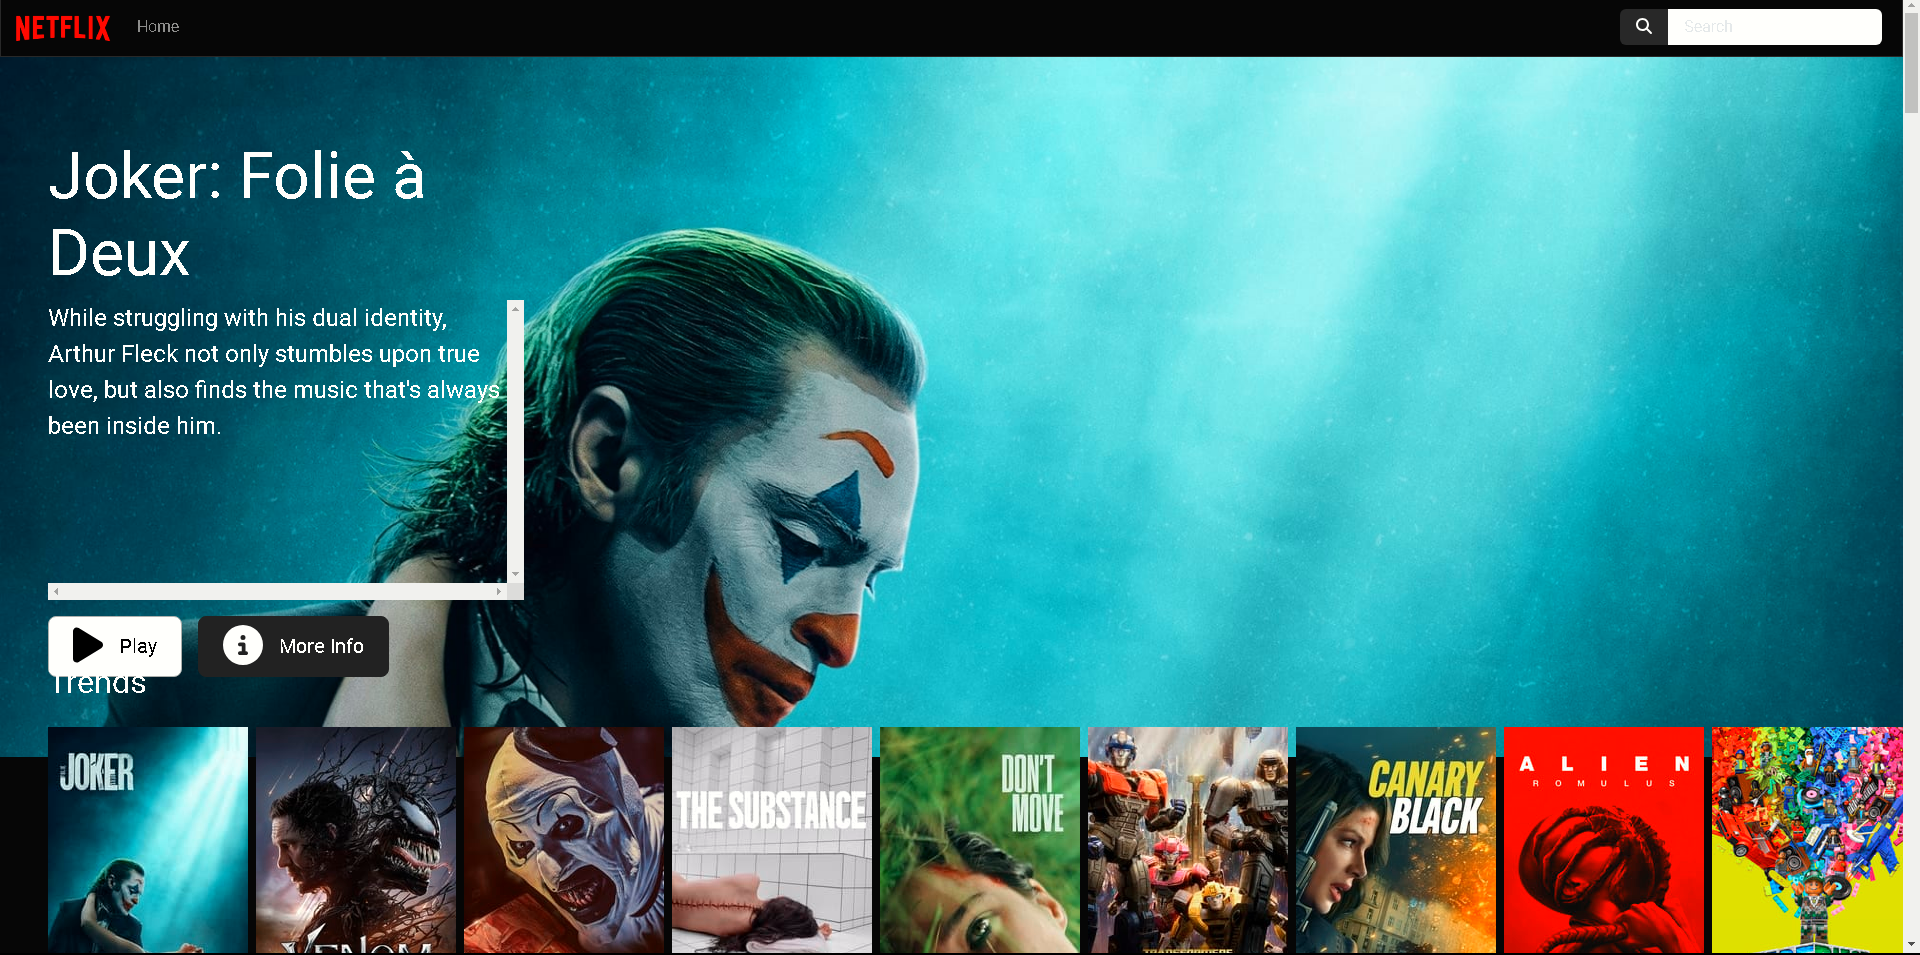 NETFLIX
Home
Search
Joker: Folie à
Deux
While struggling with his dual identity,
Arthur Fleck not only stumbles upon true
love, but also finds the music that's always
been inside him.
Play
More Info
Trends
JOKER
VENOM
THE SUBSTANCE
DON'T
MOVE
TRANSFORMERS
CANARY
BLACK
ALIEN
ROMULUS